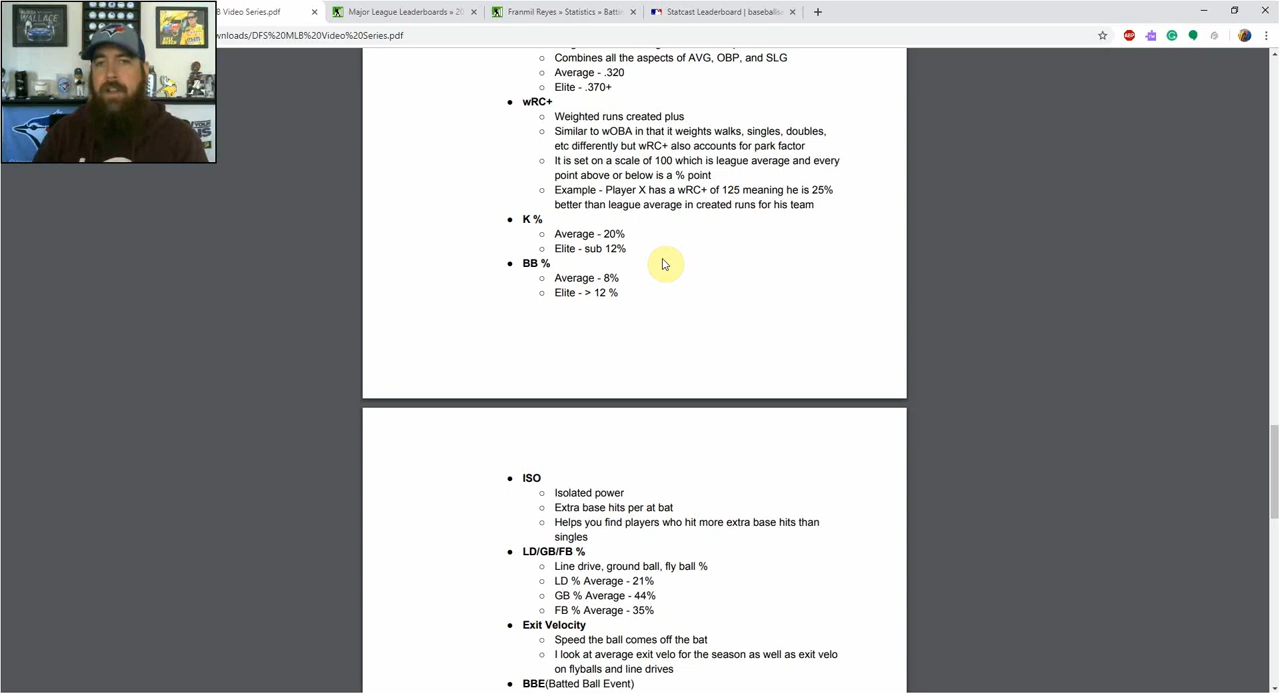 B Video Series.pdf
Major League Leaderboards » 20
Franmil Reyes » Statistics » Batti
Statcast Leaderboard | baseballs
wnloads/DFS%20MLB%20Video%20Series.pdf
WALLACE
ABP
Combines all the aspects of AVG, OBP, and SLG
Average - .320
Elite - .370+
wRC+
Weighted runs created plus
Similar to wOBA in that it weights walks, singles, doubles,
etc differently but wRC+ also accounts for park factor
It is set on a scale of 100 which is league average and every
point above or below is a % point
Example - Player X has a wRC+ of 125 meaning he is 25%
better than league average in created runs for his team
K %
Average - 20%
Elite - sub 12%
BB %
Average - 8%
Elite - > 12 %
ISO
Isolated power
Extra base hits per at bat
Helps you find players who hit more extra base hits than
singles
LD/GB/FB %
Line drive, ground ball, fly ball %
LD % Average - 21%
GB % Average - 44%
FB % Average - 35%
Exit Velocity
Speed the ball comes off the bat
I look at average exit velo for the season as well as exit velo
on flyballs and line drives
BBE(Batted Ball Event)